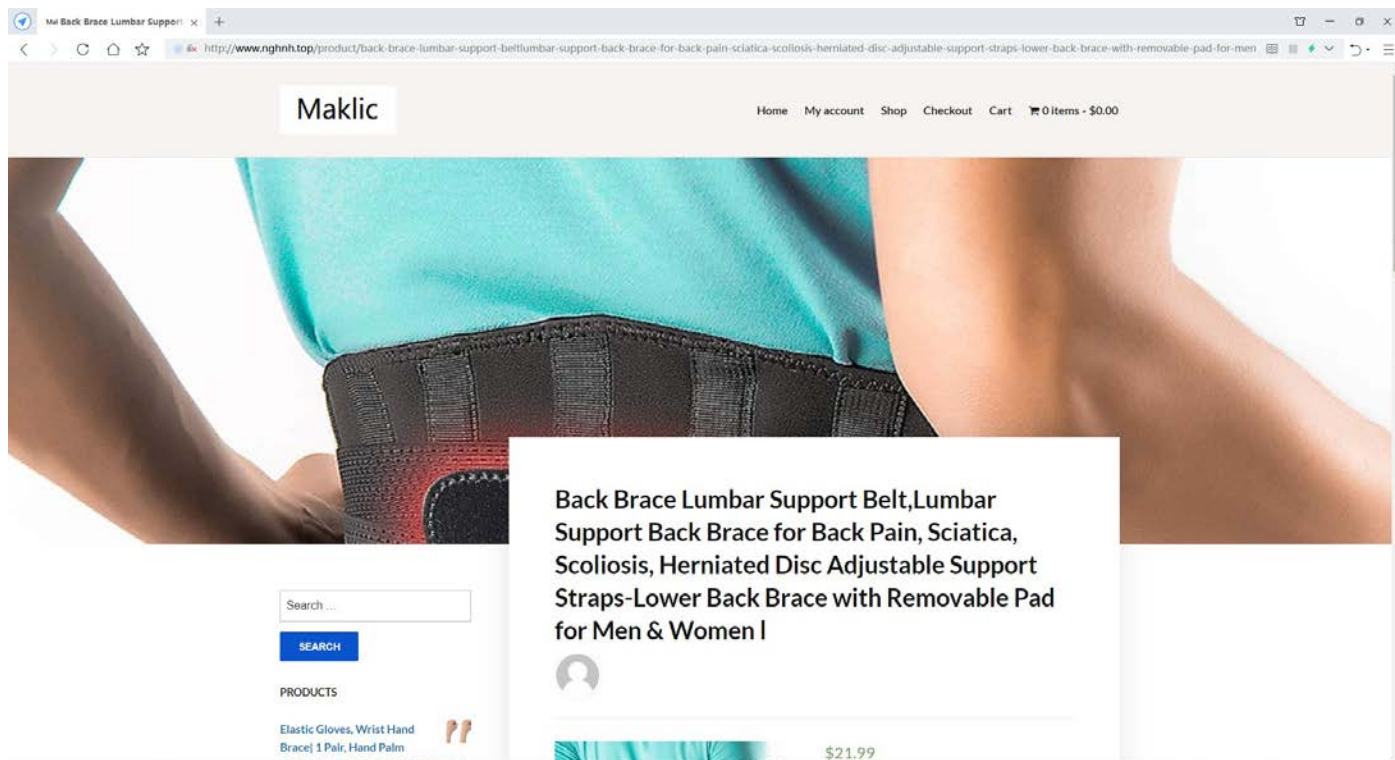 Back Brace Lumbar Support
http://www.nghnh.top/product/back-brace-lumbar-support-beltlumbar-support-back-brace-for-back-pain-sciatica-scoliosis-herniated-disc-adjustable-support-straps-lower-back-brace-with-removable-pad-for-men
Maklic
Home My account Shop Checkout Cart 0 items - $0.00
Back Brace Lumbar Support Belt,Lumbar
Support Back Brace for Back Pain, Sciatica,
Scoliosis, Herniated Disc Adjustable Support
Straps-Lower Back Brace with Removable Pad
for Men & Women l
Search ...
SEARCH
PRODUCTS
Elastic Gloves, Wrist Hand
Brace| 1 Pair, Hand Palm
$21.99